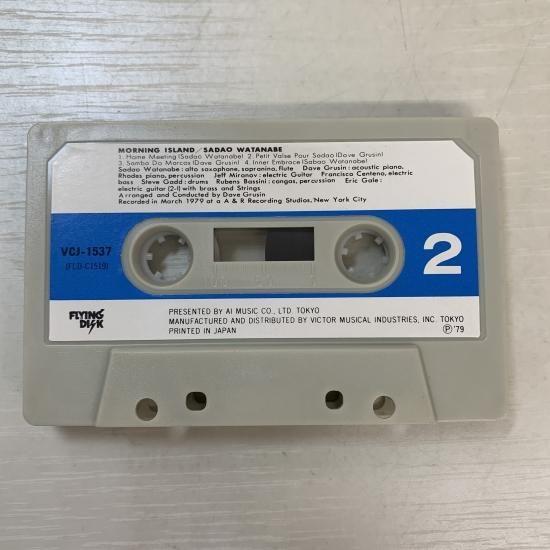 MORNING ISLAND/SADAO WATANABE
1. Home Meeting(Sadao Watanabe) 2. Petit Valse Pour Sadao(Dave Grusin)
3. Samba Do Marcos(Dave Grusin) 4. Inner Embrace(Sadao Watanabe)
Sadao Watanabe: alto saxophone, sopranino, flute Dave Grusin: acoustic piano,
Rhodes piano, percussion Jeff Mironov: electric Guitar Francisco Centeno, electric
bass Steve Gadd: drums Rubens Bassini: congas, percussion Eric Gale:
electric guitar (2-1) with brass and Strings
Arranged and Conducted by Dave Grusin
Recorded in March 1979 at a A & R Recording Studios, New York City
VCJ-1537
(FLD-C1519)
2
FLYING
DISK
PRESENTED BY AI MUSIC CO., LTD. TOKYO
MANUFACTURED AND DISTRIBUTED BY VICTOR MUSICAL INDUSTRIES, INC. TOKYO
PRINTED IN JAPAN
Ⓟ'79